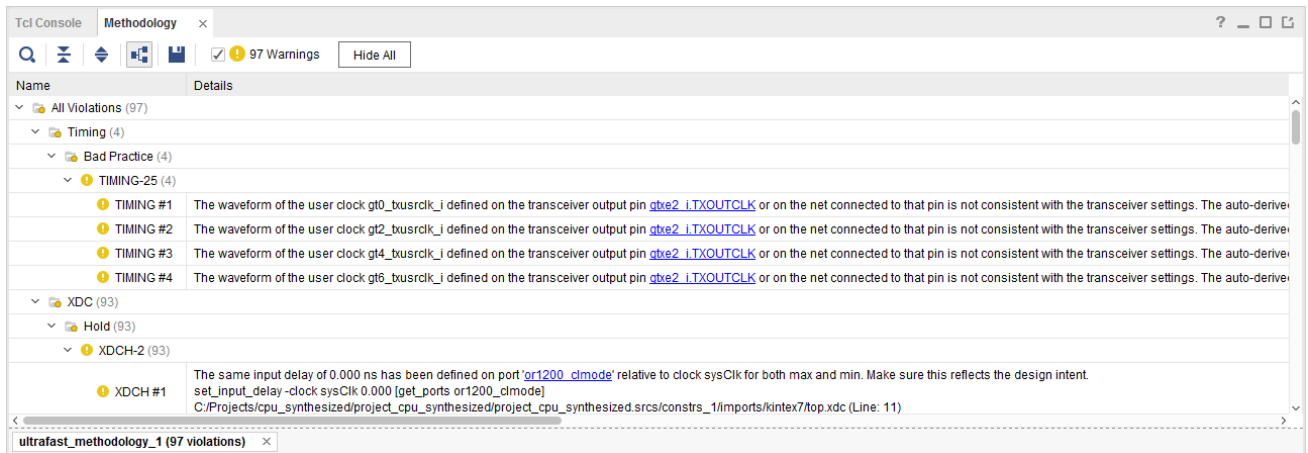 Tcl Console Methodology × ?
97 Warnings Hide All
Name Details
All Violations (97)
Timing (4)
Bad Practice (4)
TIMING-25 (4)
TIMING #1 The waveform of the user clock gt0_txusrclk_i defined on the transceiver output pin gtxe2_i.TXOUTCLK or on the net connected to that pin is not consistent with the transceiver settings. The auto-derive
TIMING #2 The waveform of the user clock gt2_txusrclk_i defined on the transceiver output pin gtxe2_i.TXOUTCLK or on the net connected to that pin is not consistent with the transceiver settings. The auto-derive
TIMING #3 The waveform of the user clock gt4_txusrclk_i defined on the transceiver output pin gtxe2_i.TXOUTCLK or on the net connected to that pin is not consistent with the transceiver settings. The auto-derive
TIMING #4 The waveform of the user clock gt6_txusrclk_i defined on the transceiver output pin gtxe2_i.TXOUTCLK or on the net connected to that pin is not consistent with the transceiver settings. The auto-derive
XDC (93)
Hold (93)
XDCH-2 (93)
The same input delay of 0.000 ns has been defined on port 'or1200_clmode' relative to clock sysClk for both max and min. Make sure this reflects the design intent.
XDCH #1 set_input_delay -clock sysClk 0.000 [get_ports or1200_clmode]
C:/Projects/cpu_synthesized/project_cpu_synthesized/project_cpu_synthesized.srcs/constrs_1/imports/kintex7/top.xdc (Line: 11)
ultrafast_methodology_1 (97 violations) ×